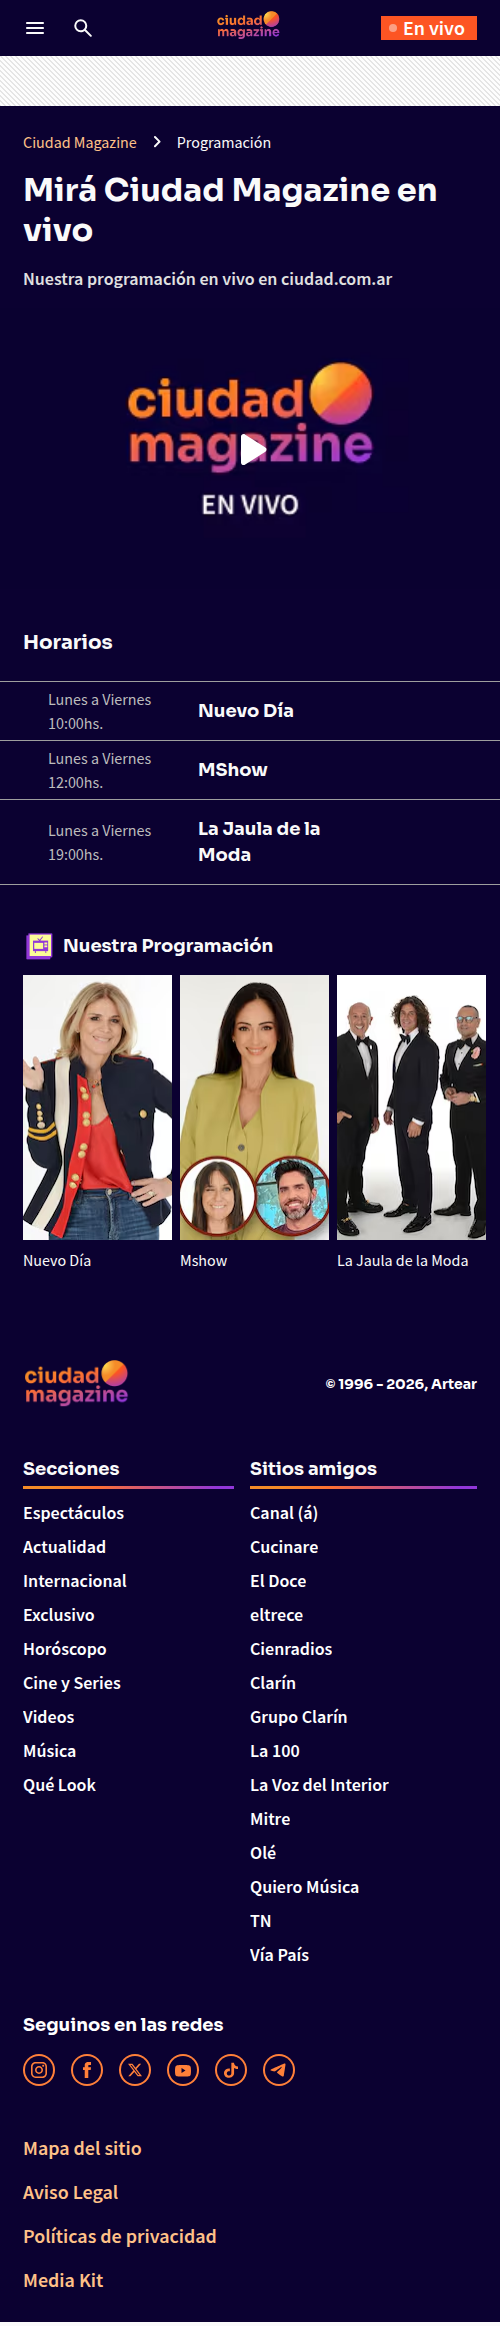 ciudad
magazine
En vivo
Ciudad Magazine
Programación
Mirá Ciudad Magazine en
vivo
Nuestra programación en vivo en ciudad.com.ar
ciudad
magazine
EN VIVO
Horarios
Lunes a Viernes
10:00hs.
Nuevo Día
Lunes a Viernes
12:00hs.
MShow
Lunes a Viernes
19:00hs.
La Jaula de la
Moda
Nuestra Programación
Nuevo Día
Mshow
La Jaula de la Moda
ciudad
magazine
© 1996 - 2026, Artear
Secciones
Espectáculos
Actualidad
Internacional
Exclusivo
Horóscopo
Cine y Series
Videos
Música
Qué Look
Sitios amigos
Canal (á)
Cucinare
El Doce
eltrece
Cienradios
Clarín
Grupo Clarín
La 100
La Voz del Interior
Mitre
Olé
Quiero Música
TN
Vía País
Seguinos en las redes
Mapa del sitio
Aviso Legal
Políticas de privacidad
Media Kit